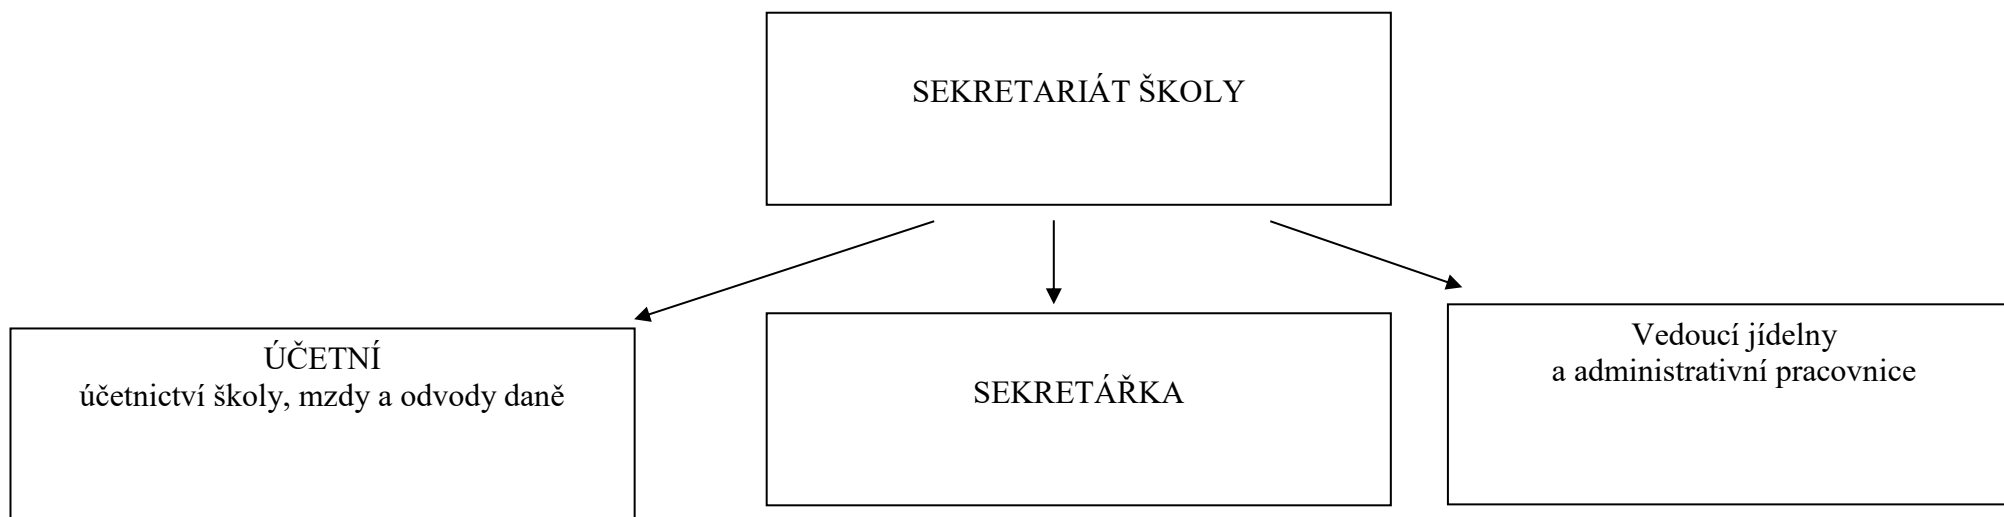 SEKRETARIÁT ŠKOLY
ÚČETNÍ
účetnictví školy, mzdy a odvody daně
SEKRETÁŘKA
Vedoucí jídelny
a administrativní pracovnice